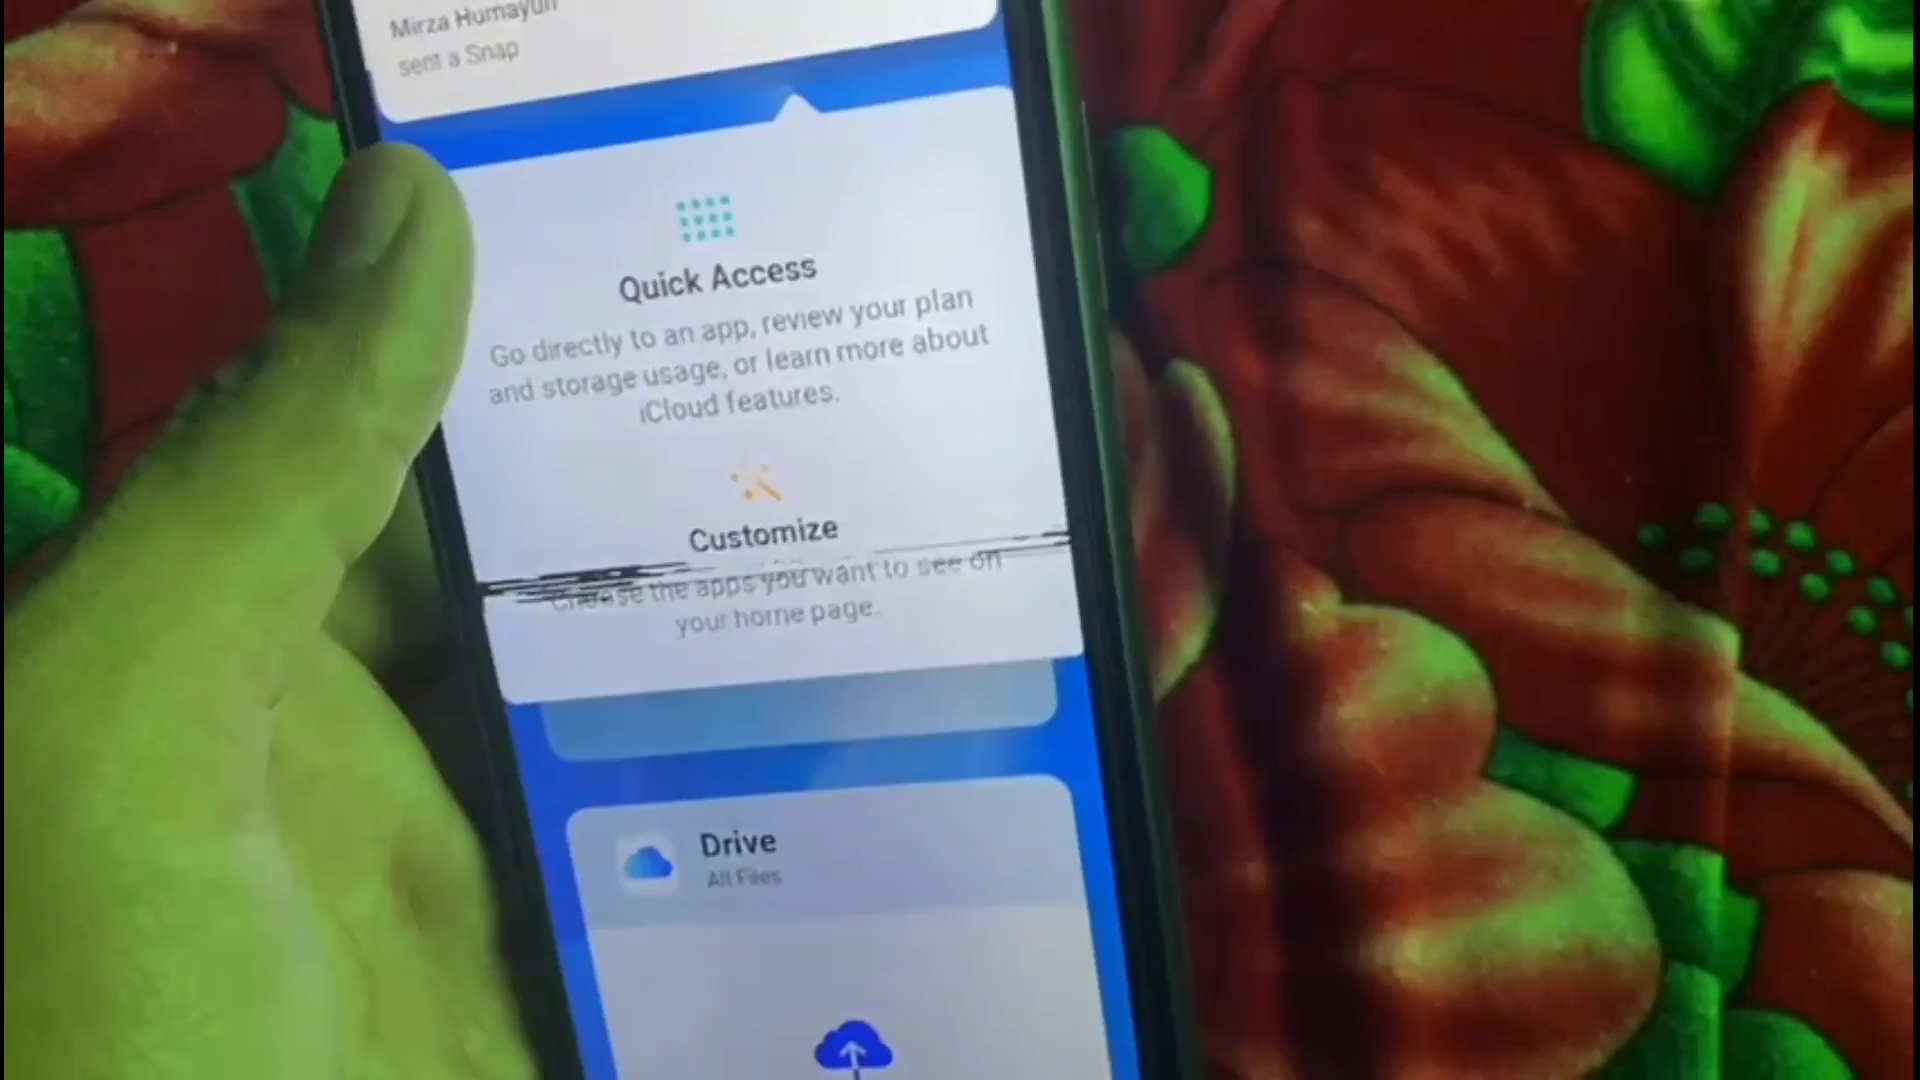 Mirza Humayun
sent a Snap
Quick Access
Go directly to an app, review your plan
and storage usage, or learn more about
iCloud features.
Customize
Choose the apps you want to see on
your home page.
Drive
All Files